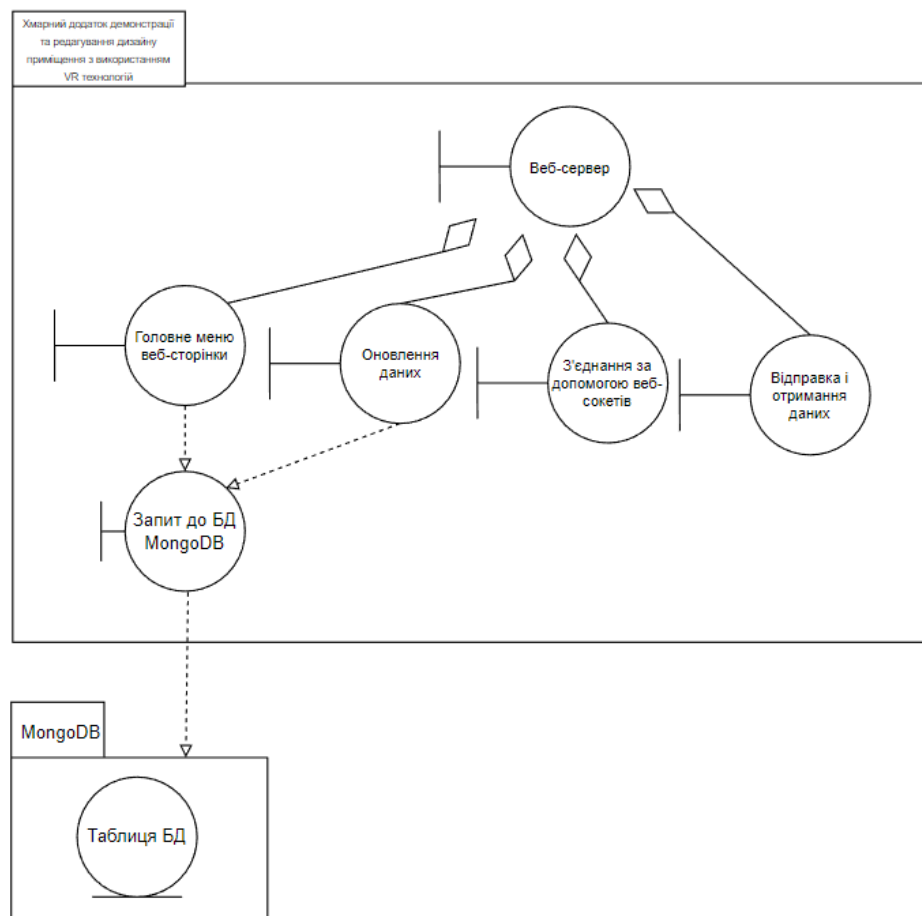 Хмарний додаток демонстрації
та редагування дизайну
приміщення з використанням
VR технологій
Веб-сервер
Головне меню
веб-сторінки
Оновлення
даних
З'єднання за
допомогою веб-
сокетів
Відправка і
отримання
даних
Запит до БД
MongoDB
MongoDB
Таблиця БД